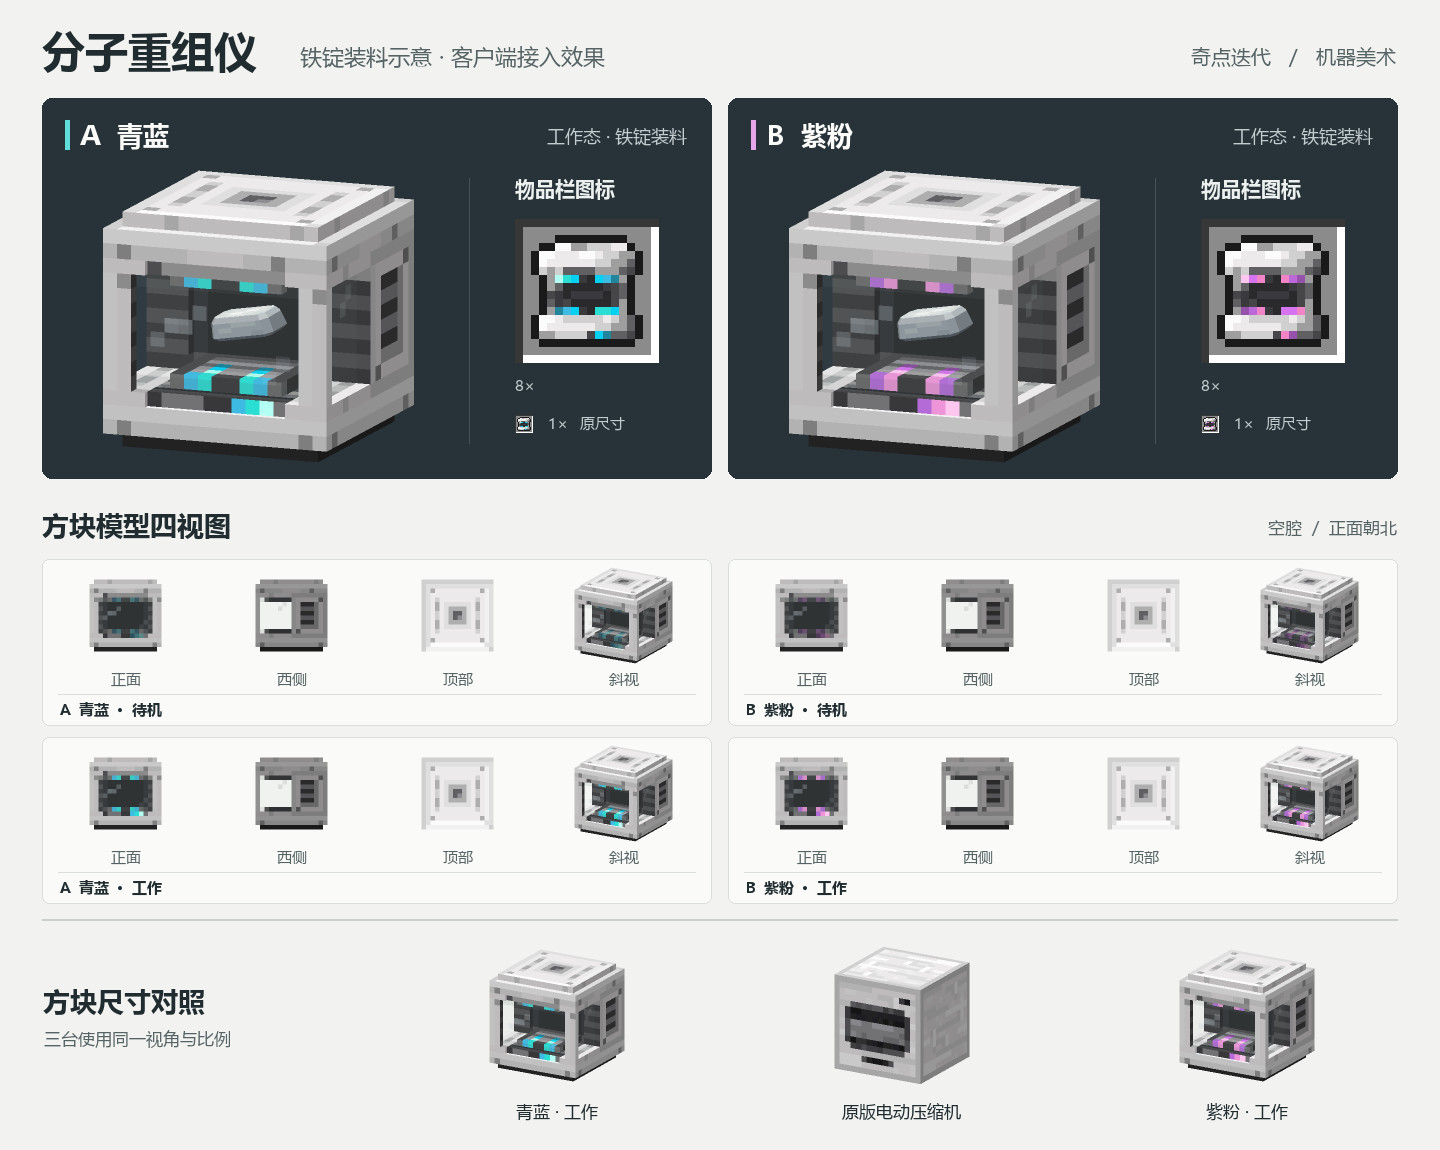 分子重组仪
铁锭装料示意 · 客户端接入效果
奇点迭代 / 机器美术
A 青蓝
工作态 · 铁锭装料
物品栏图标
8×
1× 原尺寸
B 紫粉
工作态 · 铁锭装料
物品栏图标
8×
1× 原尺寸
方块模型四视图
空腔 / 正面朝北
正面 西侧 顶部 斜视
A 青蓝 · 待机
正面 西侧 顶部 斜视
B 紫粉 · 待机
正面 西侧 顶部 斜视
A 青蓝 · 工作
正面 西侧 顶部 斜视
B 紫粉 · 工作
方块尺寸对照
三台使用同一视角与比例
青蓝 · 工作
原版电动压缩机
紫粉 · 工作